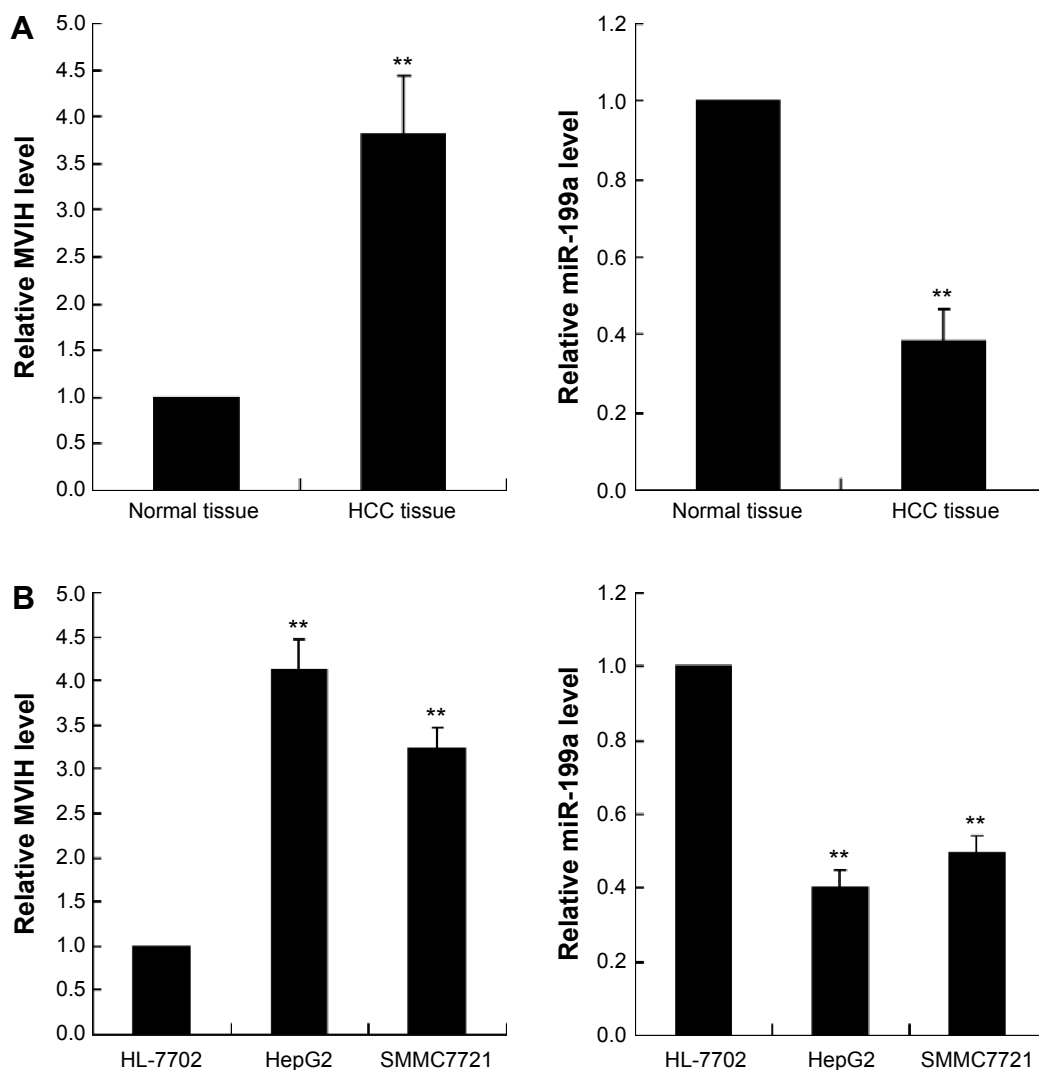 A
Relative MVIH level
5.0
4.5
4.0
3.5
3.0
2.5
2.0
1.5
1.0
0.5
0.0
**
Normal tissue
HCC tissue
Relative miR-199a level
1.2
1.0
0.8
0.6
0.4
0.2
0.0
**
Normal tissue
HCC tissue
B
Relative MVIH level
5.0
4.5
4.0
3.5
3.0
2.5
2.0
1.5
1.0
0.5
0.0
**
**
HL-7702
HepG2
SMMC7721
Relative miR-199a level
1.2
1.0
0.8
0.6
0.4
0.2
0.0
**
**
HL-7702
HepG2
SMMC7721